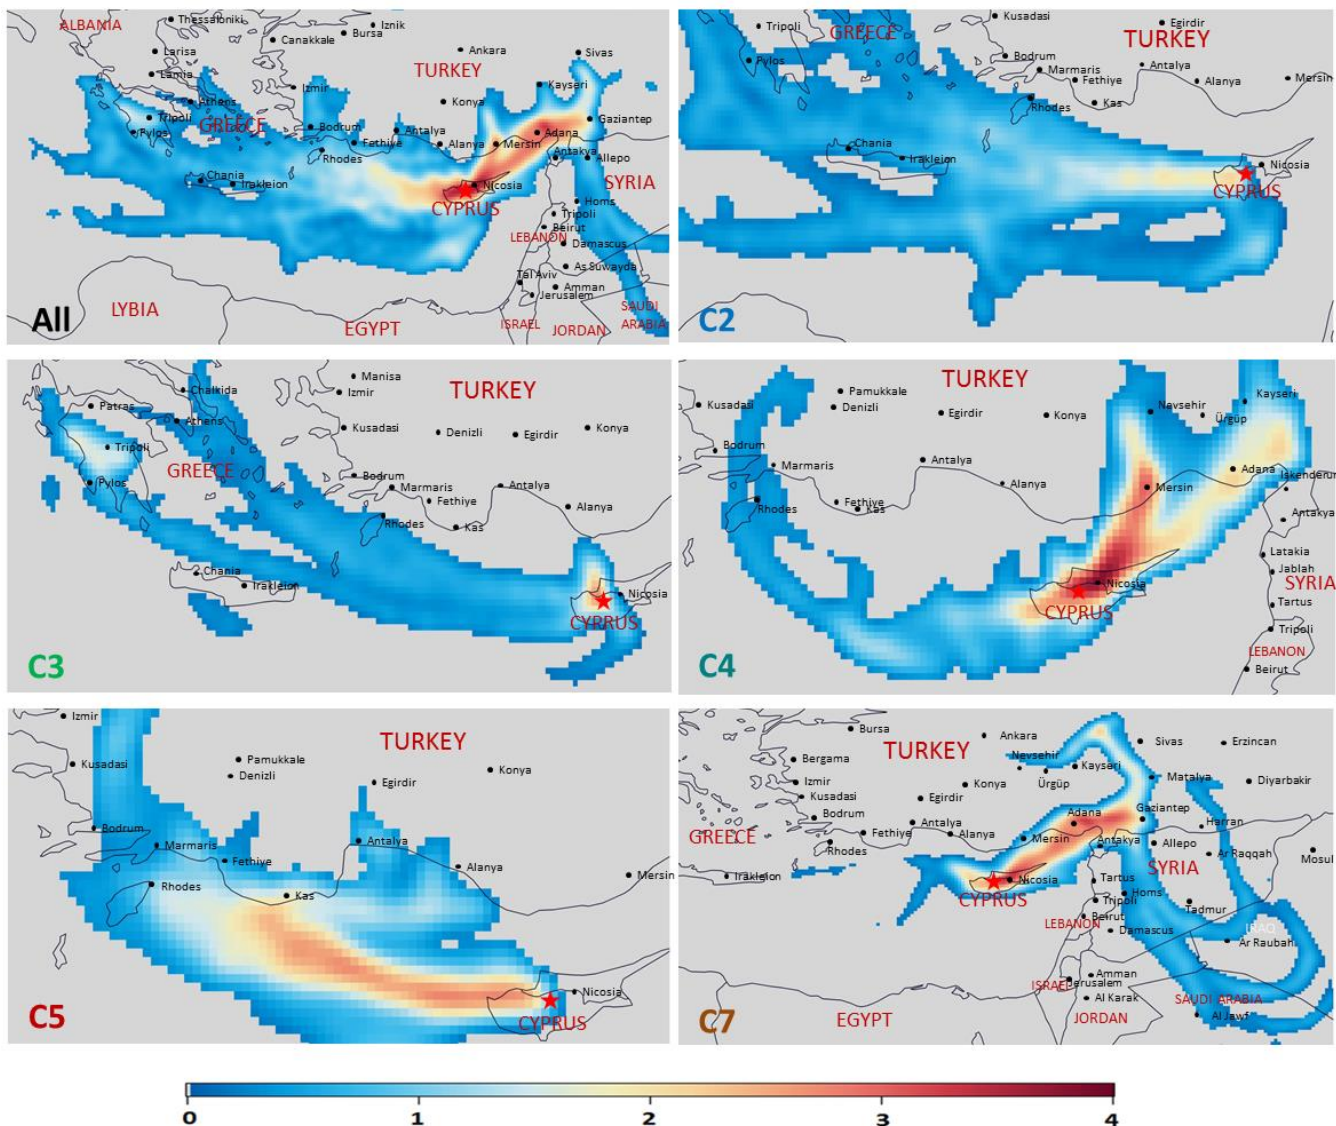 ALBANIA
Thessaloniki
Iznik
Canakkale
Bursa
Larisa
Ankara
Sivas
Lamia
TURKEY
Izmir
Kayseri
Athens
Konya
Tripoli
Pylos
GREECE
Bodrum
Antalya
Gaziantep
Fethiye
Alanya
Mersin
Adana
Rhodes
Antakya
Allepo
Chania
Irakleion
Nicosia
SYRIA
CYPRUS
Homs
Tripoli
Beirut
LEBANON
Damascus
As Suwayda
Tal Aviv
Amman
Jerusalem
LYBIA
SAUDI
ARABIA
All
EGYPT
ISRAEL
JORDAN
Kusadasi
Tripoli
GREECE
Egirdir
TURKEY
Pylos
Bodrum
Marmaris
Antalya
Fethiye
Alanya
Mersin
Rhodes
Kas
Chania
Irakleion
Nicosia
CYPRUS
C2
Manisa
Izmir
TURKEY
Chalkida
Patras
Athens
Kusadasi
Denizli
Egirdir
Konya
Tripoli
GREECE
Pylos
Bodrum
Marmaris
Antalya
Fethiye
Alanya
Rhodes
Kas
Chania
Irakleion
Nicosia
CYPRUS
C3
TURKEY
Pamukkale
Kusadasi
Denizli
Egirdir
Konya
Nevsehir
Kayseri
Ürgüp
Bodrum
Marmaris
Antalya
Adana
Iskenderun
Alanya
Mersin
Rhodes
Fethiye
Kas
Antakya
Latakia
Jablah
Nicosia
SYRIA
CYPRUS
Tartus
Tripoli
LEBANON
C4
Beirut
Izmir
TURKEY
Kusadasi
Pamukkale
Denizli
Konya
Egirdir
Bodrum
Marmaris
Antalya
Fethiye
Alanya
Mersin
Rhodes
Kas
Nicosia
C5
CYPRUS
Bursa
Ankara
TURKEY
Sivas
Erzincan
Bergama
Nevsehir
Kayseri
Izmir
Konya
Ürgüp
Matalya
Diyarbakir
Kusadasi
Egirdir
Bodrum
Adana
Gaziantep
GREECE
Fethiye
Antalya
Alanya
Mersin
Harran
Rhodes
Antakya
Allepo
Ar Raqqah
Mosul
SYRIA
Irakleion
Nicosia
Tartus
CYPRUS
Homs
Tripoli
Tadmur
LEBANON
Beirut
Damascus
IRAQ
Ar Raubah
Amman
ISRAEL
Jerusalem
Al Karak
SAUDI ARABIA
C7
EGYPT
JORDAN
Al Jawf
0 1 2 3 4